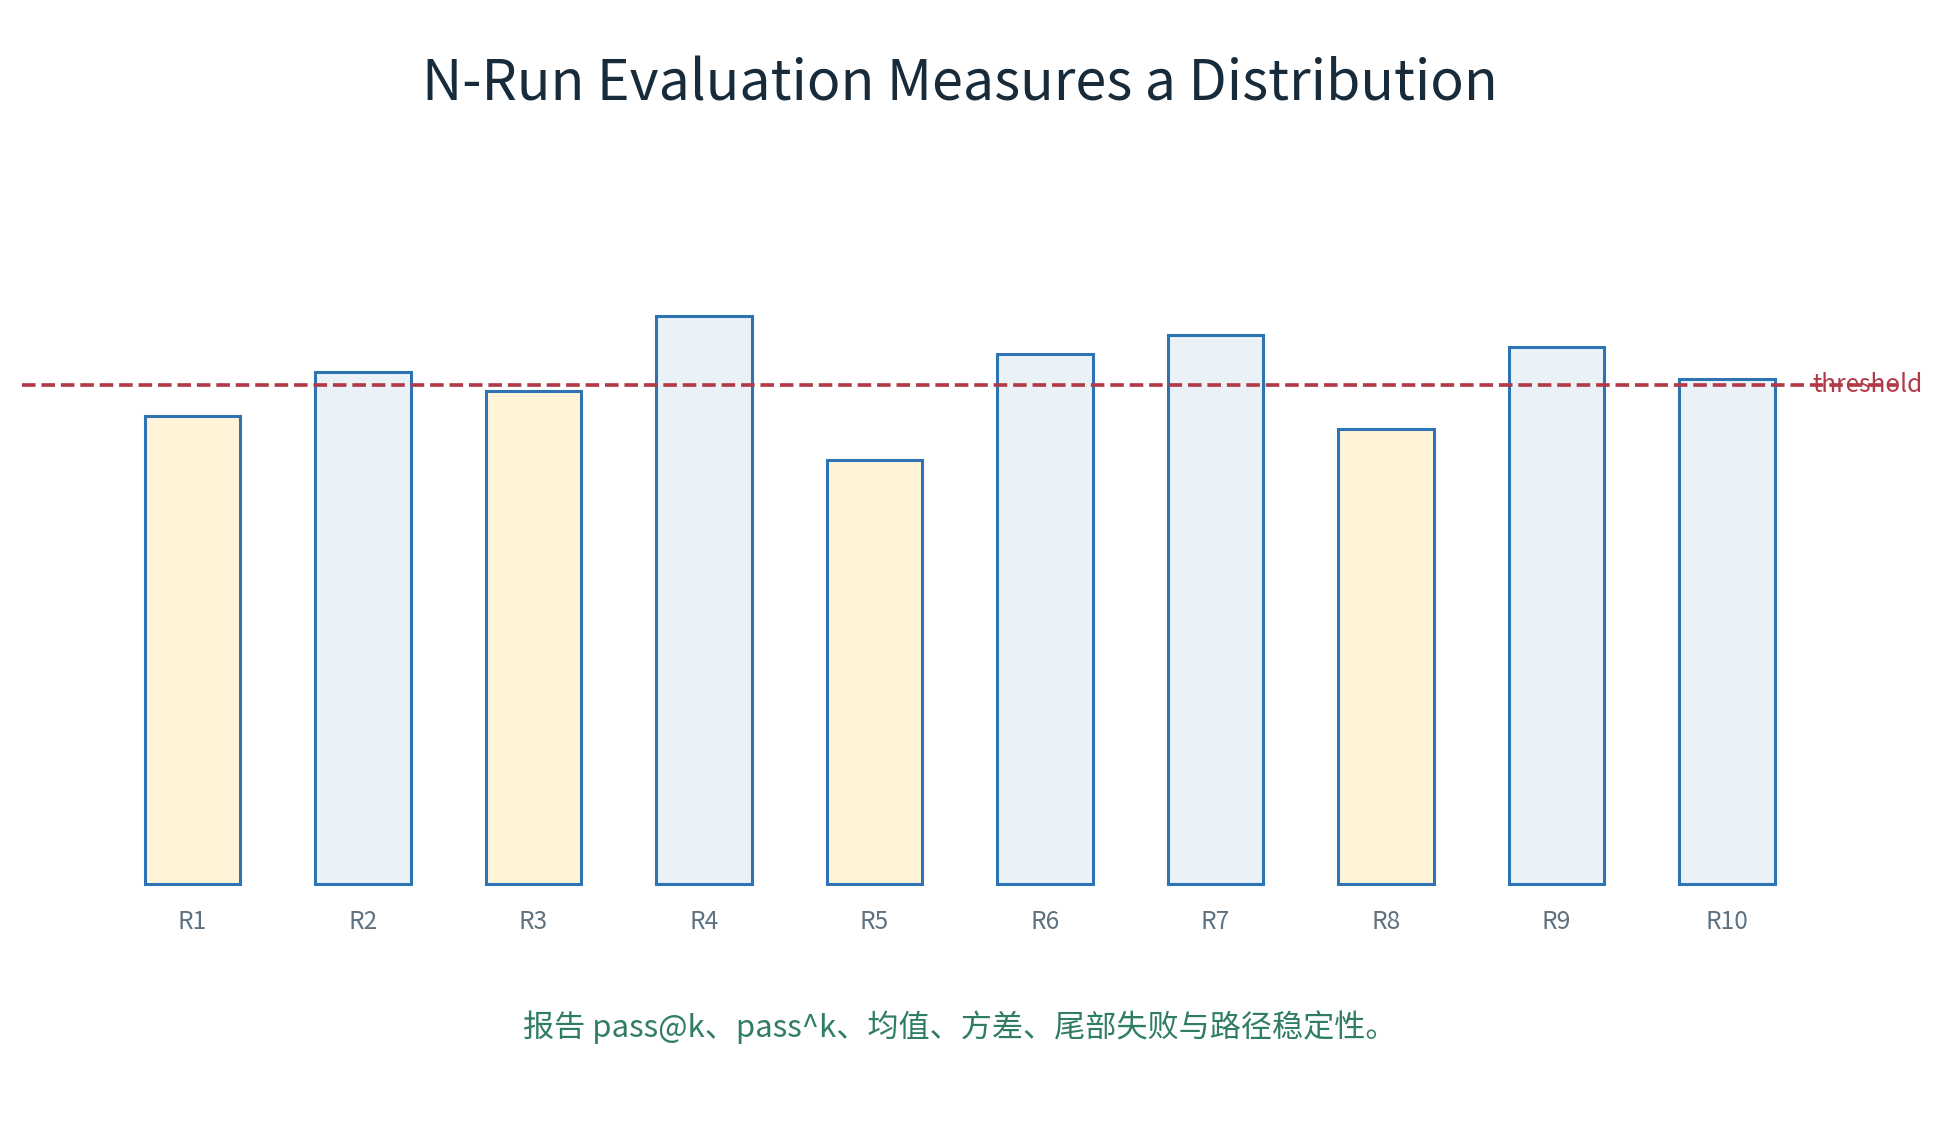 N-Run Evaluation Measures a Distribution
threshold
R1 R2 R3 R4 R5 R6 R7 R8 R9 R10
报告 pass@k、pass^k、均值、方差、尾部失败与路径稳定性。